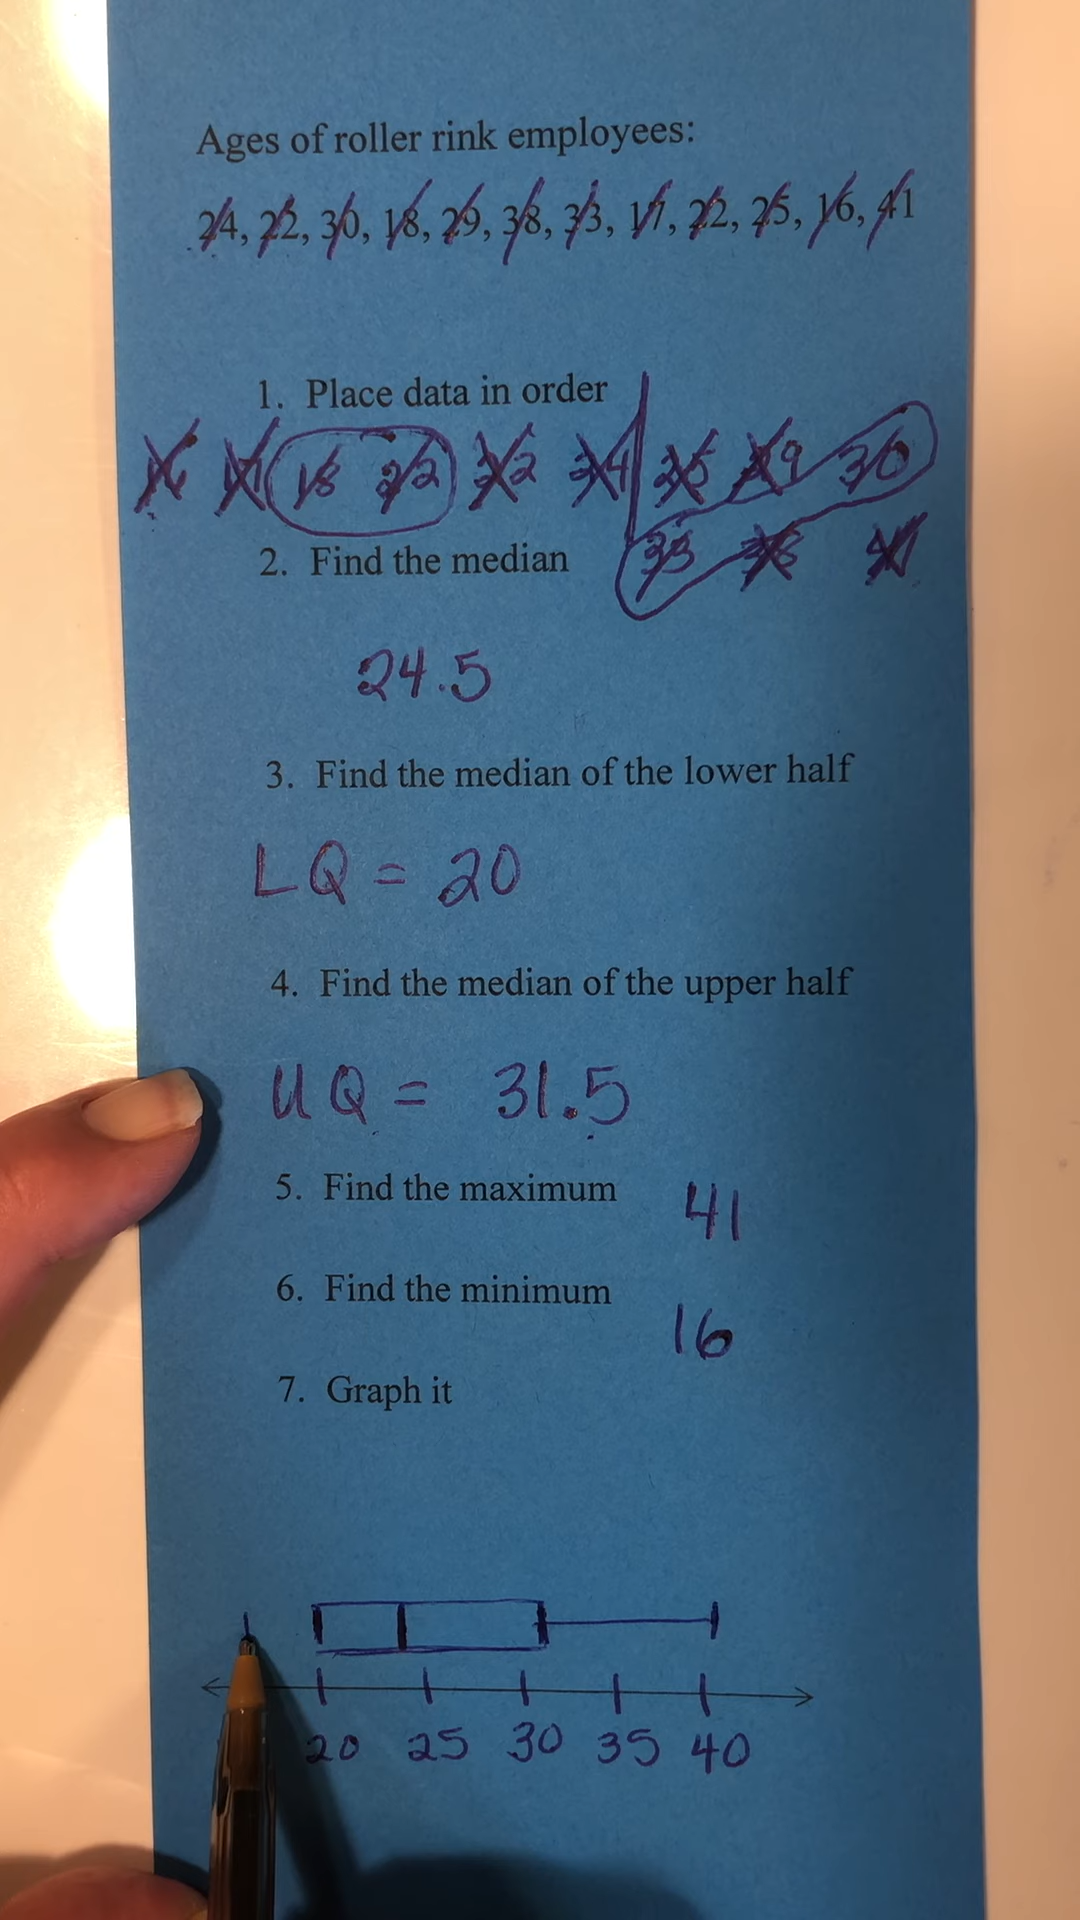 Ages of roller rink employees:
24, 22, 30, 18, 29, 38, 33, 17, 22, 25, 16, 41
1. Place data in order
16 17 18 22 22 24 25 29 30
33 38 41
2. Find the median
24.5
3. Find the median of the lower half
LQ = 20
4. Find the median of the upper half
UQ = 31.5
5. Find the maximum 41
6. Find the minimum 16
7. Graph it
20 25 30 35 40